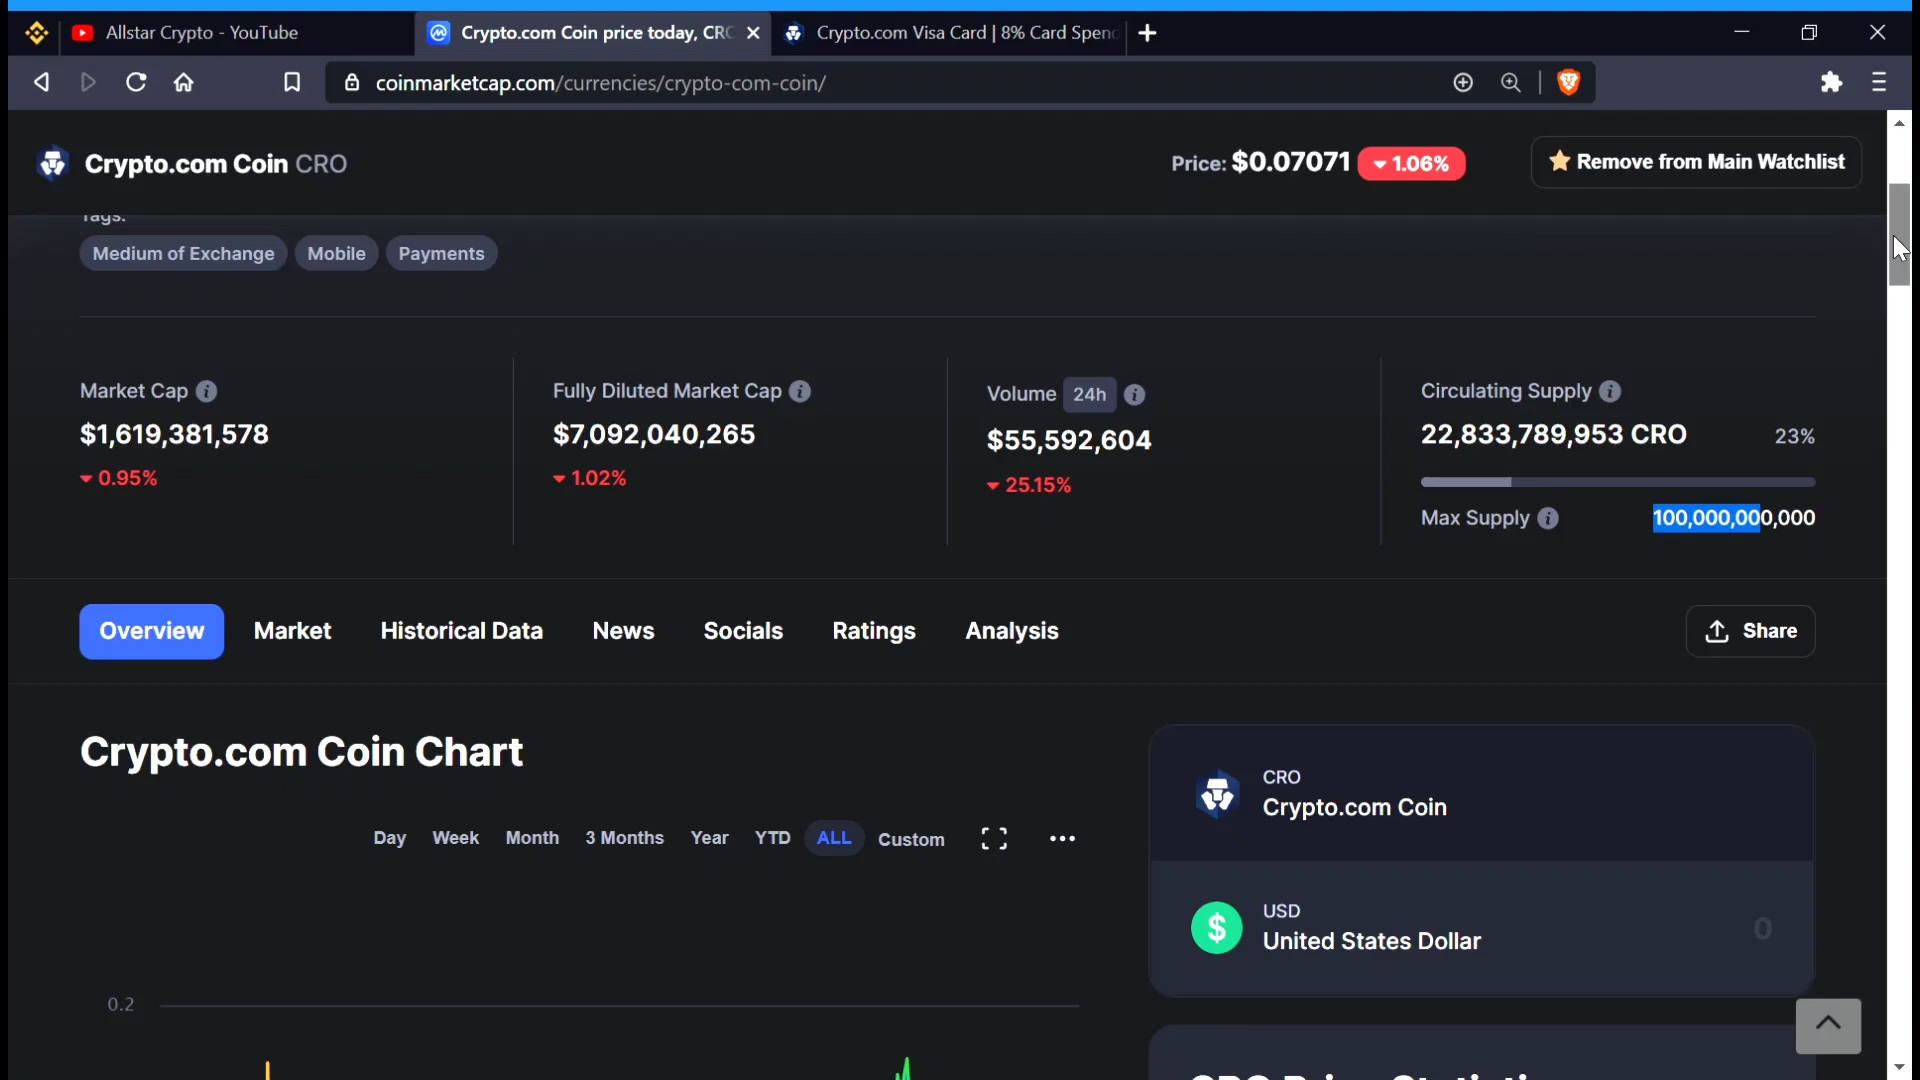 Allstar Crypto - YouTube
Crypto.com Coin price today, CRC
Crypto.com Visa Card | 8% Card Spen
coinmarketcap.com/currencies/crypto-com-coin/
Crypto.com Coin CRO
Price: $0.07071 1.06%
Remove from Main Watchlist
Tags:
Medium of Exchange
Mobile
Payments
Market Cap
$1,619,381,578
0.95%
Fully Diluted Market Cap
$7,092,040,265
1.02%
Volume 24h
$55,592,604
25.15%
Circulating Supply
22,833,789,953 CRO 23%
Max Supply 100,000,000,000
Overview
Market
Historical Data
News
Socials
Ratings
Analysis
Share
Crypto.com Coin Chart
Day Week Month 3 Months Year YTD ALL Custom
0.2
CRO
Crypto.com Coin
USD
United States Dollar
0